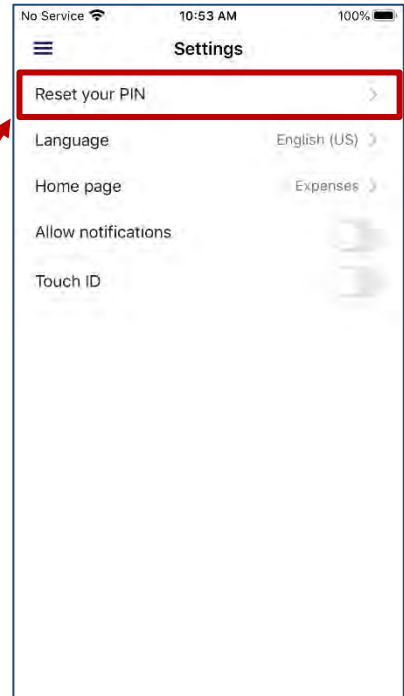 No Service 10:53 AM 100%
Settings
Reset your PIN
Language English (US)
Home page Expenses
Allow notifications
Touch ID